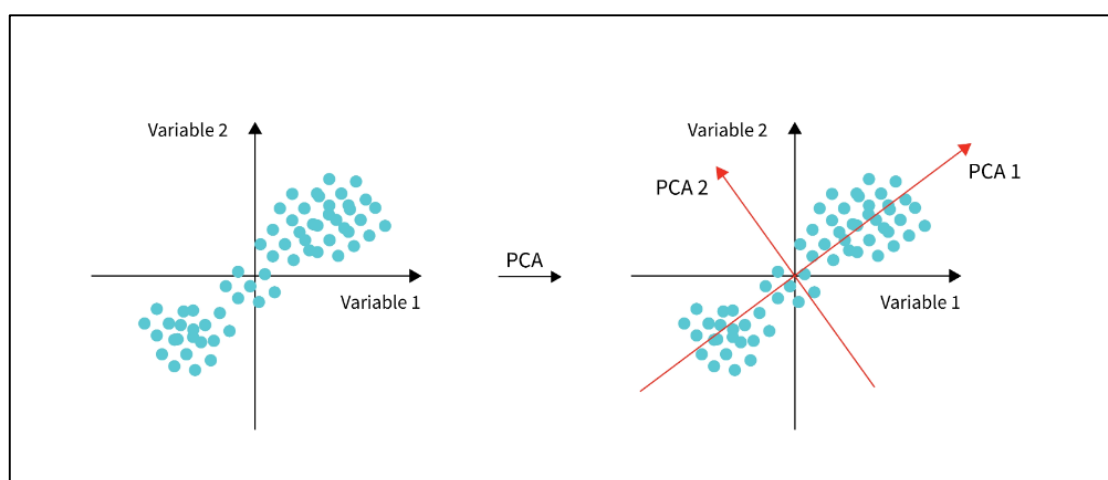 Variable 2
Variable 1
PCA
Variable 2
PCA 2
PCA 1
Variable 1